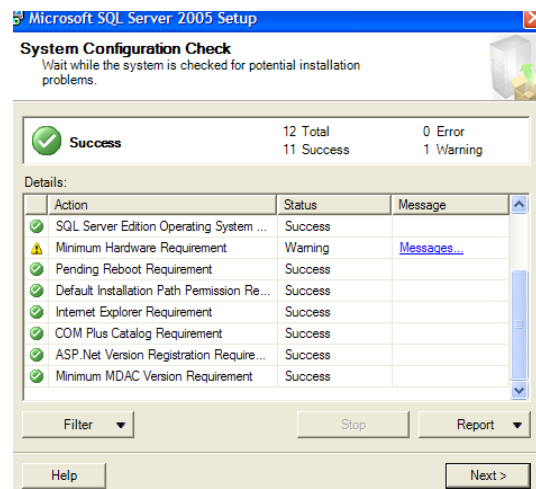 Microsoft SQL Server 2005 Setup
System Configuration Check
Wait while the system is checked for potential installation
problems.
Success
12 Total
0 Error
11 Success
1 Warning
Details:
Action Status Message
SQL Server Edition Operating System ... Success
Minimum Hardware Requirement Warning Messages...
Pending Reboot Requirement Success
Default Installation Path Permission Re... Success
Internet Explorer Requirement Success
COM Plus Catalog Requirement Success
ASP.Net Version Registration Require... Success
Minimum MDAC Version Requirement Success
Filter Stop Report
Help Next >